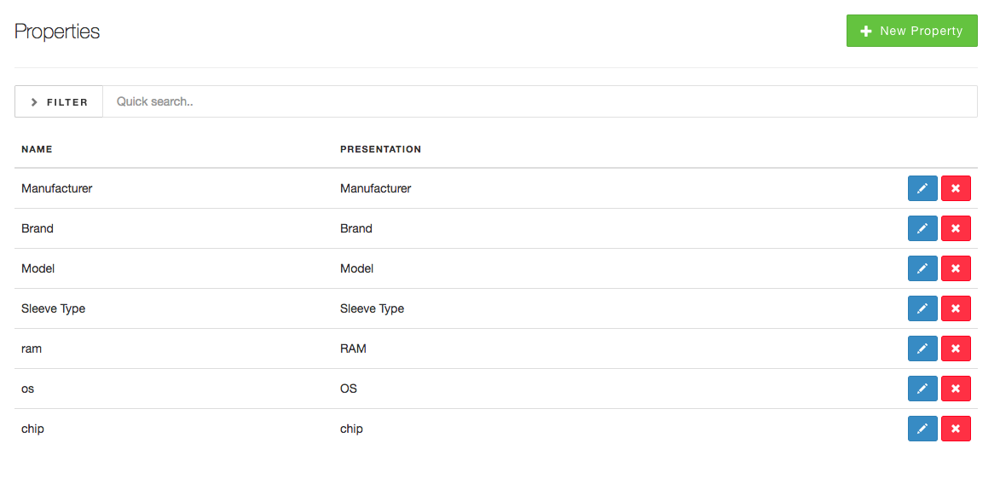 Properties
New Property
FILTER Quick search..
NAME PRESENTATION
Manufacturer Manufacturer
Brand Brand
Model Model
Sleeve Type Sleeve Type
ram RAM
os OS
chip chip